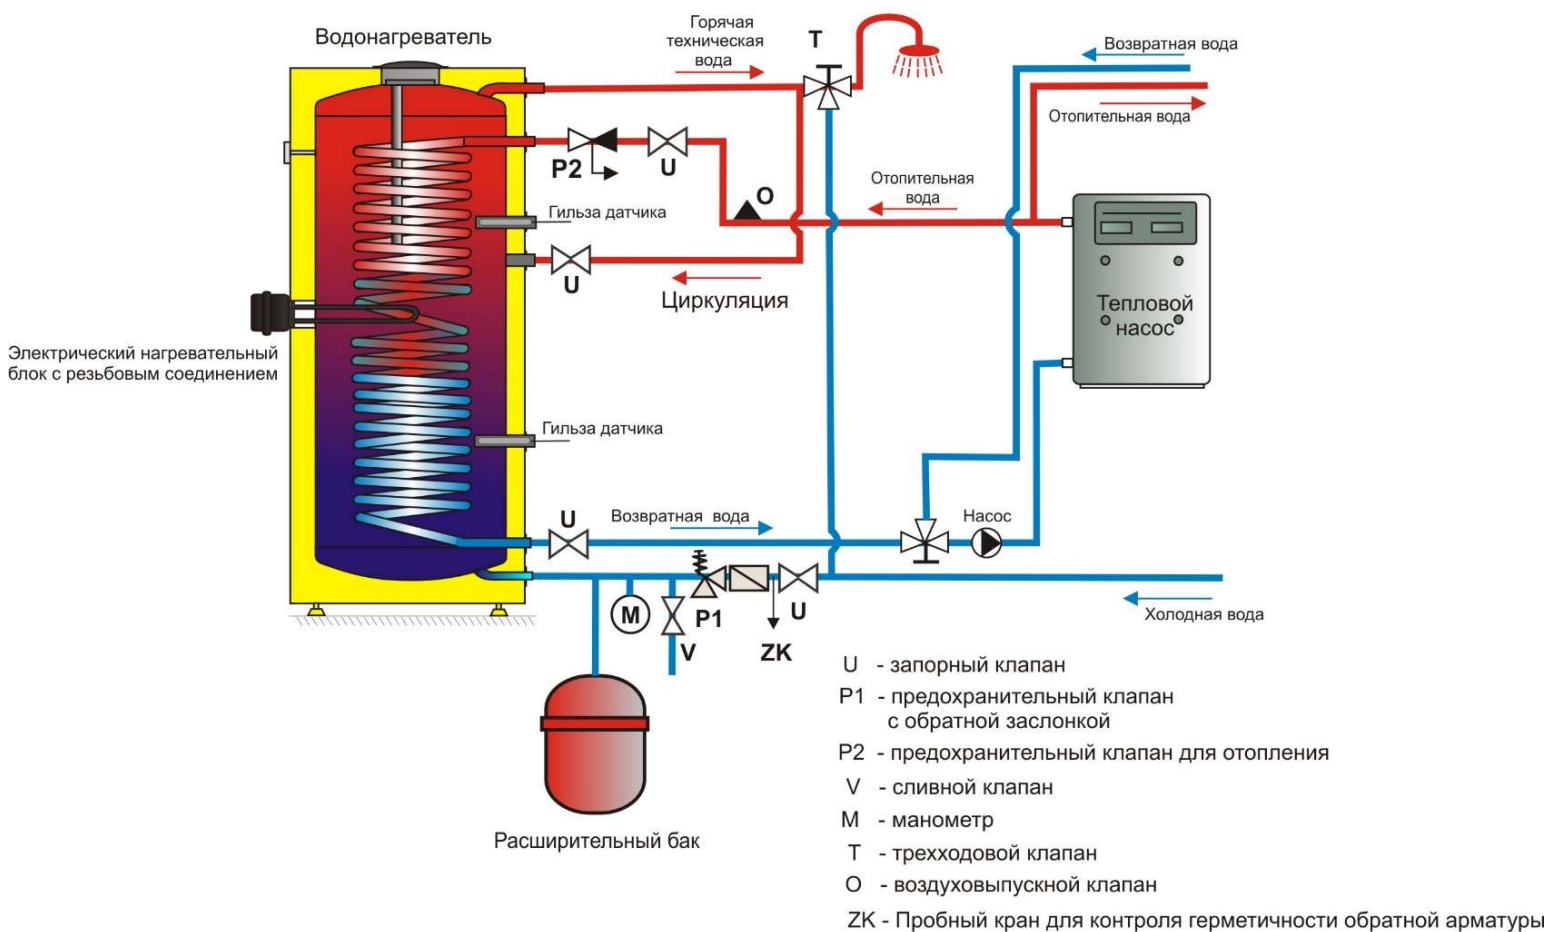 Водонагреватель
Горячая
техническая
вода
T
Возвратная вода
Отопительная вода
P2
U
O
Отопительная
вода
Гильза датчика
U
Циркуляция
Тепловой
насос
Электрический нагревательный
блок с резьбовым соединением
Гильза датчика
U
Возвратная вода
Насос
M
V
P1
ZK
U
Холодная вода
Расширительный бак
U - запорный клапан
P1 - предохранительный клапан
с обратной заслонкой
P2 - предохранительный клапан для отопления
V - сливной клапан
M - манометр
T - трехходовой клапан
O - воздуховыпускной клапан
ZK - Пробный кран для контроля герметичности обратной арматуры